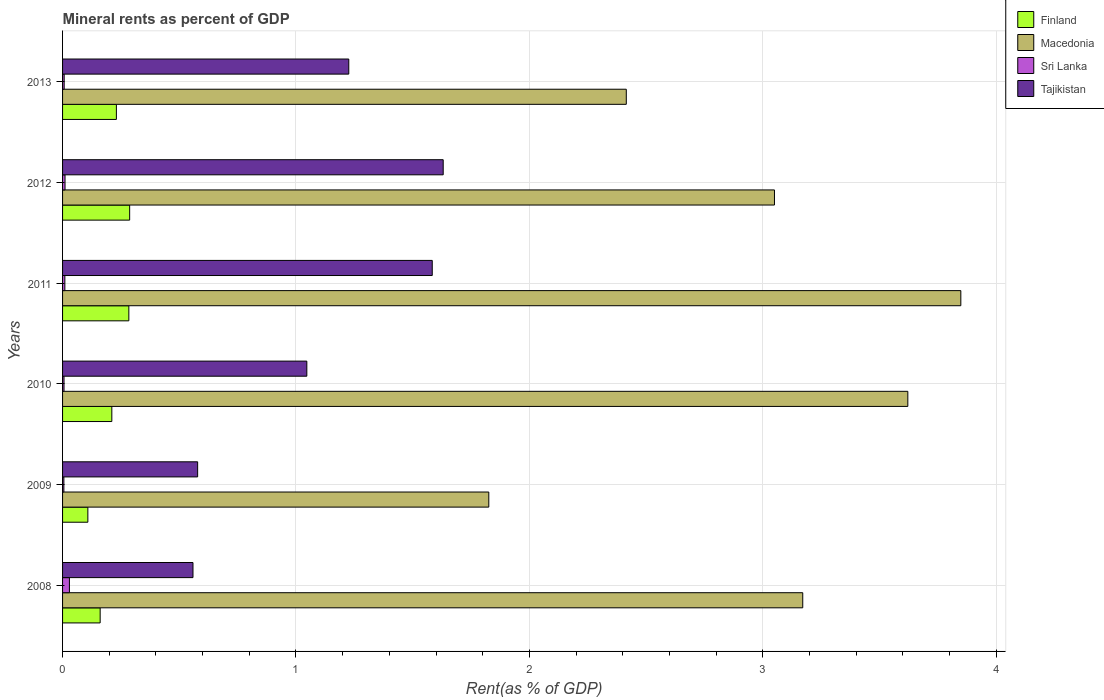 Mineral rents as percent of GDP
Finland
Macedonia
Sri Lanka
Tajikistan
2013
2012
2011
2010
2009
2008
Years
0
1
2
3
4
Rent(as % of GDP)